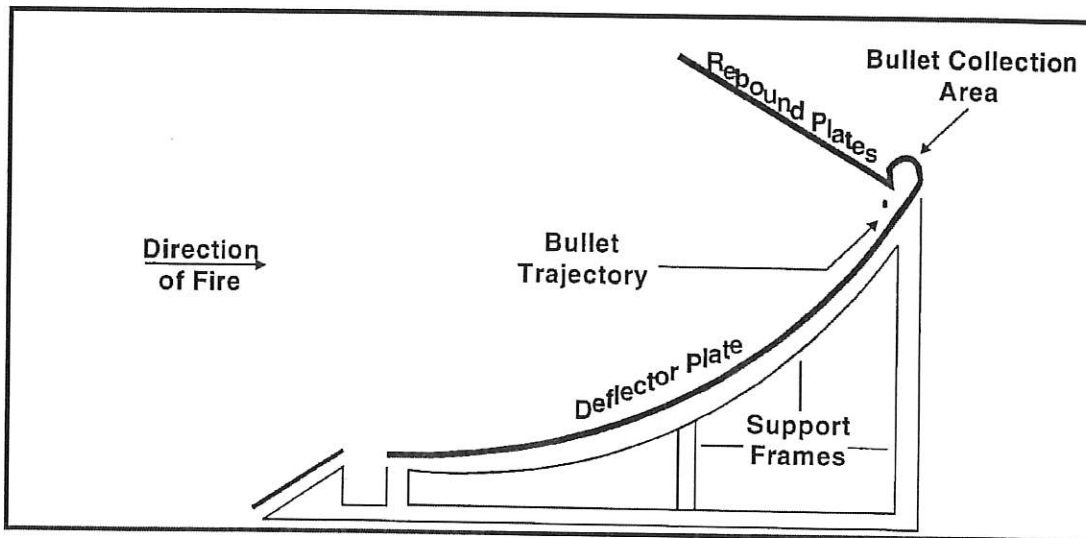 Rebound Plates
Bullet Collection
Area
Direction
of Fire
Bullet
Trajectory
Deflector Plate
Support
Frames